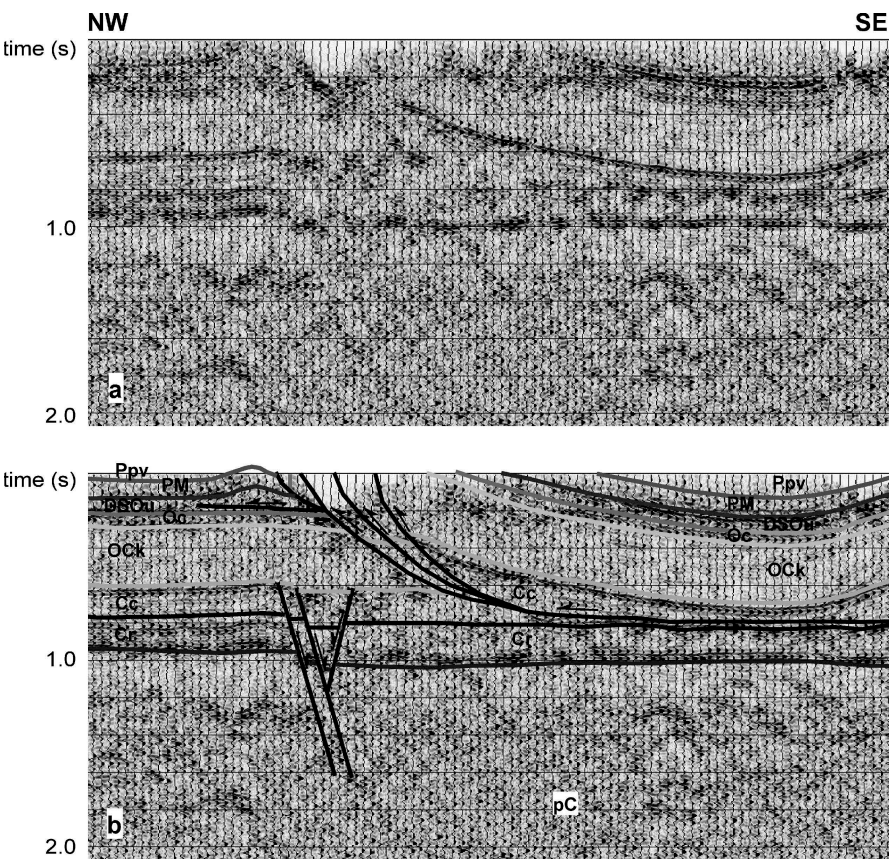 NW SE
time (s)
1.0
a
2.0
time (s)
Ppv
PM
DSOu
Oc
OCk
Cc
Cr
1.0
Ppv
PM
DSOu
Oc
OCk
Cc
Cr
pC
b
2.0